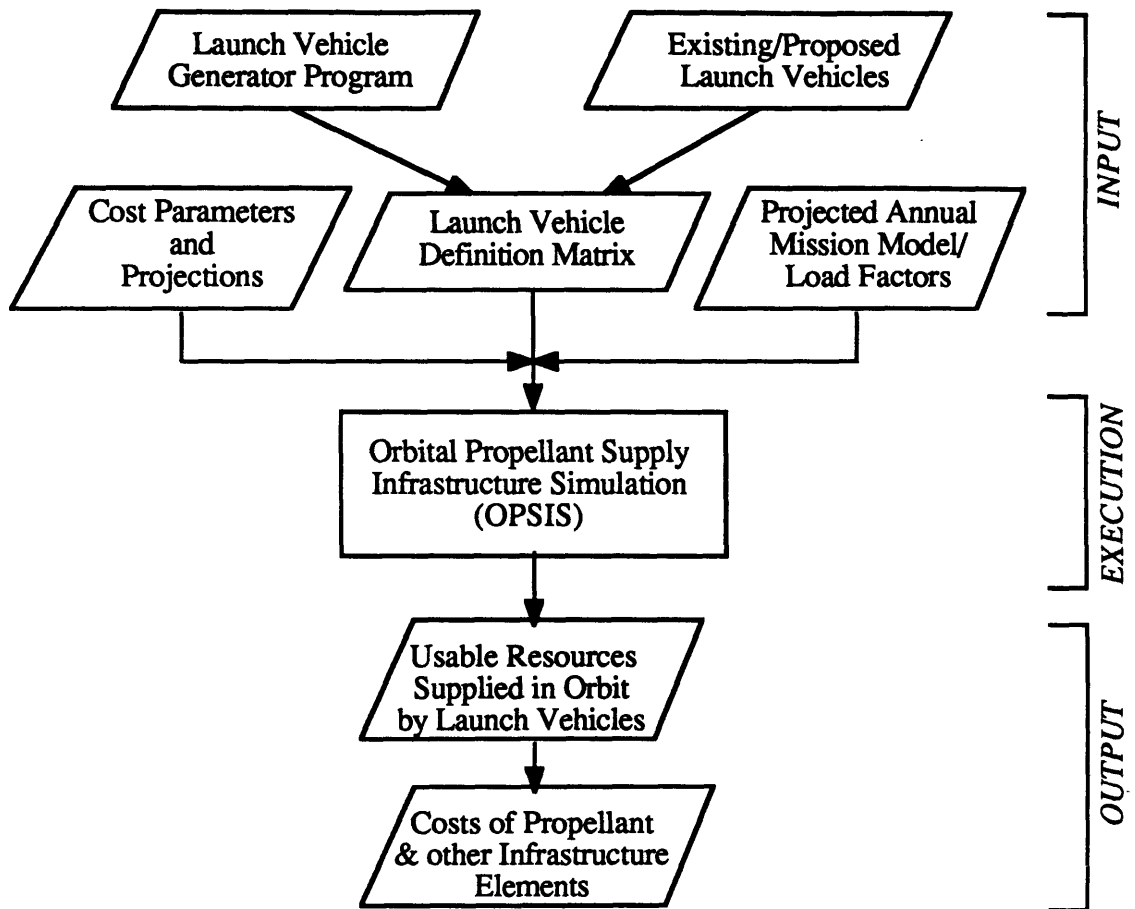 Launch Vehicle
Generator Program
Existing/Proposed
Launch Vehicles
INPUT
Cost Parameters
and
Projections
Launch Vehicle
Definition Matrix
Projected Annual
Mission Model/
Load Factors
Orbital Propellant Supply
Infrastructure Simulation
(OPSIS)
EXECUTION
Usable Resources
Supplied in Orbit
by Launch Vehicles
Costs of Propellant
& other Infrastructure
Elements
OUTPUT